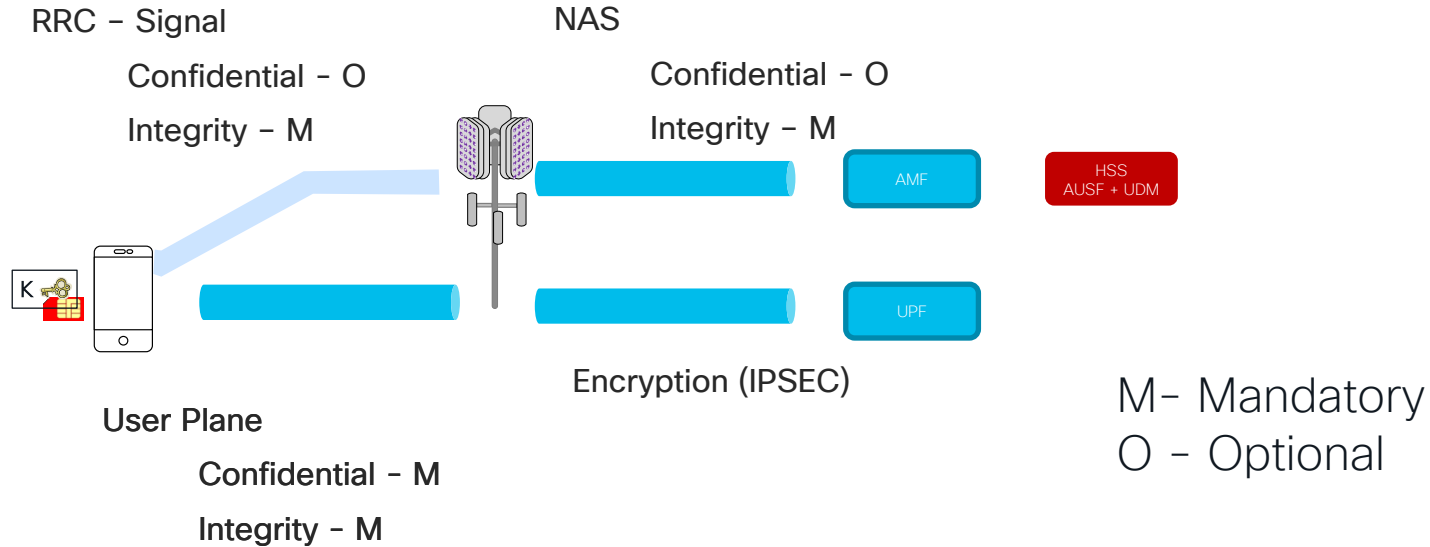 RRC – Signal
Confidential – O
Integrity – M
NAS
Confidential – O
Integrity – M
AMF
HSS
AUSF + UDM
K
UPF
Encryption (IPSEC)
User Plane
Confidential – M
Integrity – M
M– Mandatory
O – Optional